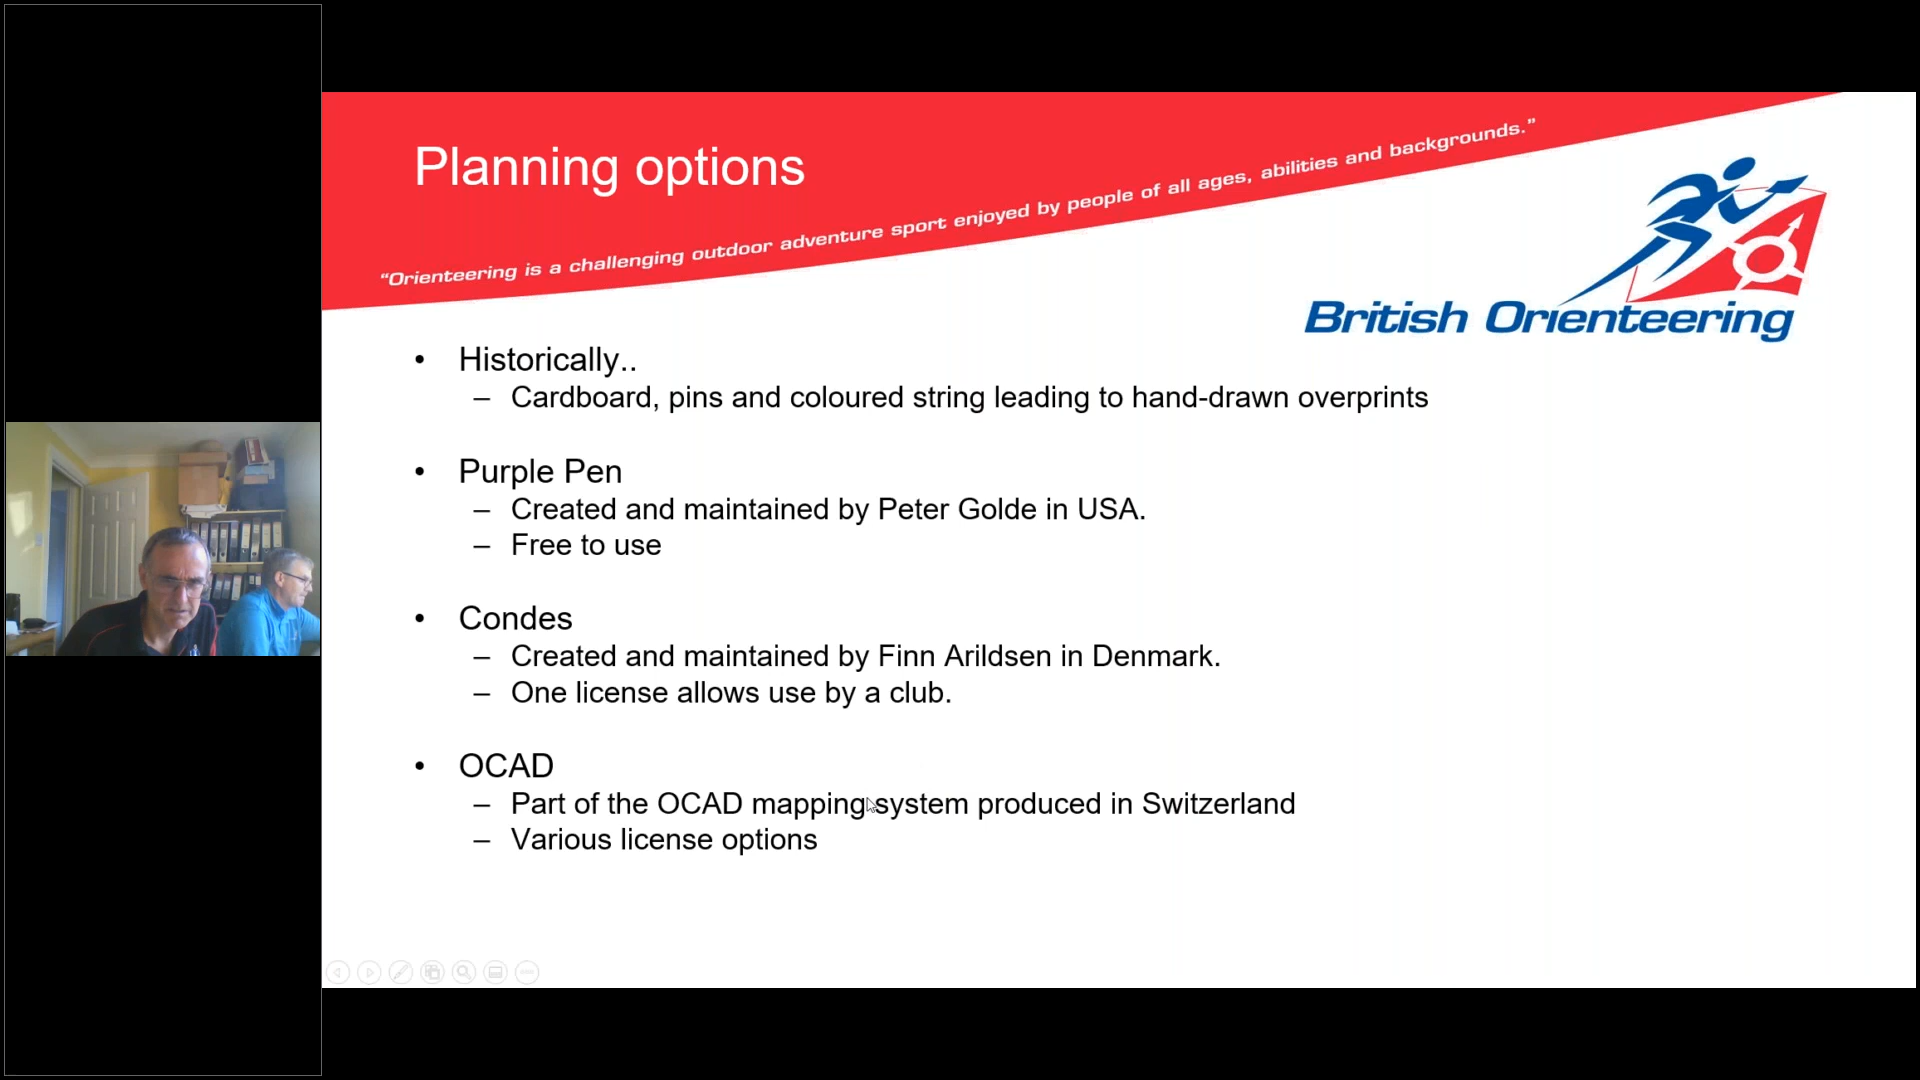 Planning options
“Orienteering is a challenging outdoor adventure sport enjoyed by people of all ages, abilities and backgrounds.”
British Orienteering
• Historically..
– Cardboard, pins and coloured string leading to hand-drawn overprints
• Purple Pen
– Created and maintained by Peter Golde in USA.
– Free to use
• Condes
– Created and maintained by Finn Arildsen in Denmark.
– One license allows use by a club.
• OCAD
– Part of the OCAD mapping system produced in Switzerland
– Various license options